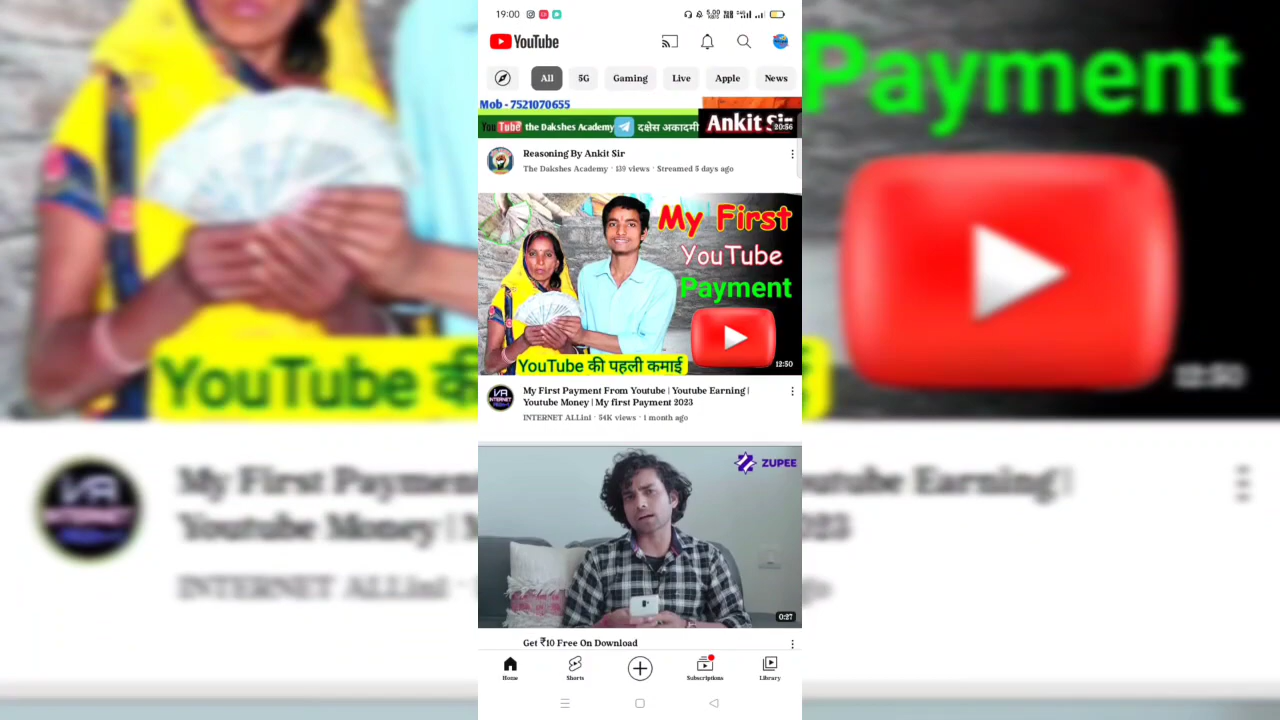 19:00
5.00
YouTube
All
5G
Gaming
Live
Apple
News
Mob - 7521070655
YouTube the Dakshes Academy दक्षेस अकादमी
Ankit Sir
20:56
Reasoning By Ankit Sir
The Dakshes Academy · 139 views · Streamed 5 days ago
My First
YouTube
Payment
YouTube की पहली कमाई
12:50
My First Payment From Youtube | Youtube Earning |
Youtube Money | My first Payment 2023
INTERNET ALLinI · 54K views · 1 month ago
ZUPEE
0:27
Get ₹10 Free On Download
Home
Shorts
Subscriptions
Library